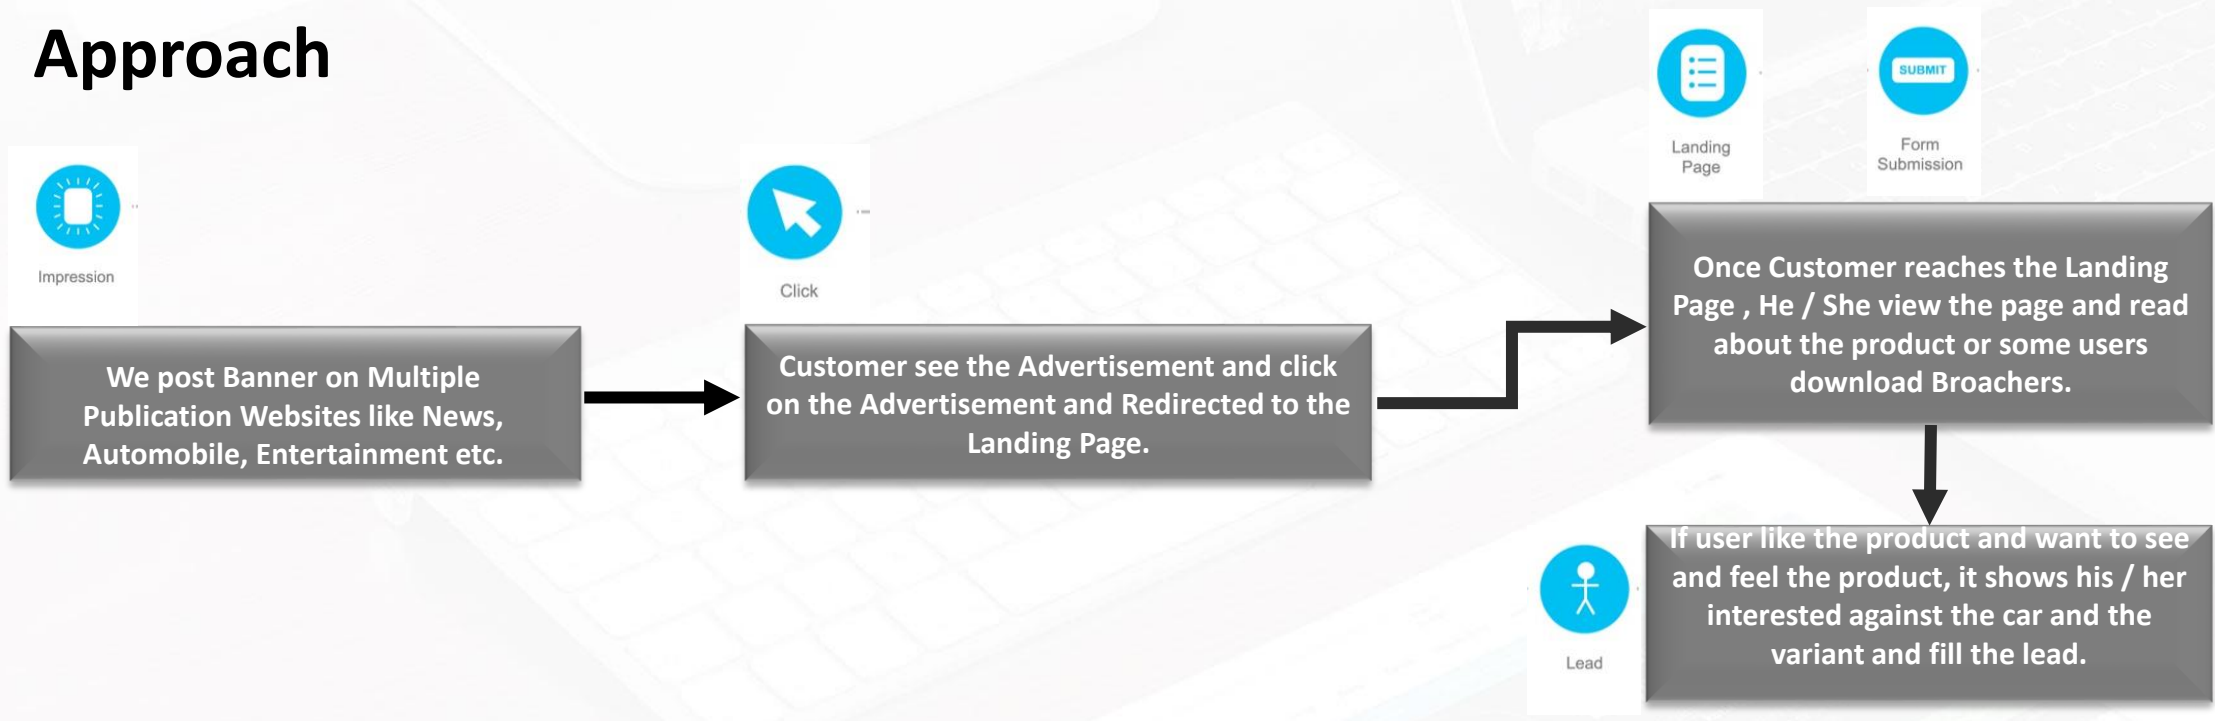 Approach
Impression
We post Banner on Multiple
Publication Websites like News,
Automobile, Entertainment etc.
Click
Customer see the Advertisement and click
on the Advertisement and Redirected to the
Landing Page.
Landing
Page
SUBMIT
Form
Submission
Once Customer reaches the Landing
Page , He / She view the page and read
about the product or some users
download Broachers.
Lead
If user like the product and want to see
and feel the product, it shows his / her
interested against the car and the
variant and fill the lead.